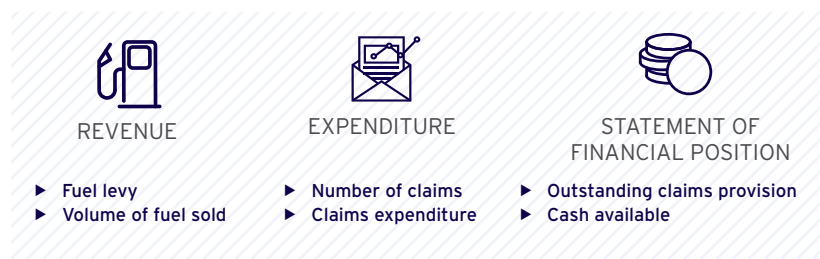 REVENUE
Fuel levy
Volume of fuel sold
EXPENDITURE
Number of claims
Claims expenditure
STATEMENT OF
FINANCIAL POSITION
Outstanding claims provision
Cash available